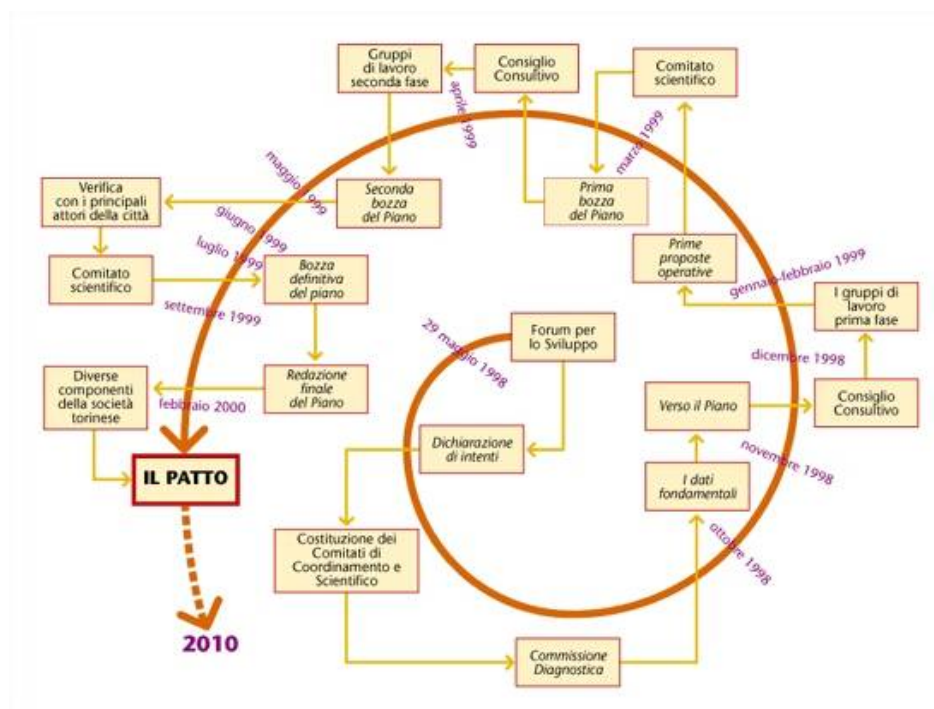 Gruppi
di lavoro
seconda fase
Consiglio
Consultivo
Comitato
scientifico
aprile 1999
marzo 1999
maggio 1999
Verifica
con i principali
attori della città
Seconda
bozza
del Piano
Prima
bozza
del Piano
giugno 1999
luglio 1999
Prime
proposte
operative
gennaio-febbraio 1999
Comitato
scientifico
Bozza
definitiva
del piano
I gruppi di
lavoro
prima fase
settembre 1999
29 maggio 1998
Forum per
lo Sviluppo
dicembre 1998
Diverse
componenti
della società
torinese
febbraio 2000
Redazione
finale
del Piano
Verso il Piano
Consiglio
Consultivo
Dichiarazione
di intenti
novembre 1998
IL PATTO
I dati
fondamentali
ottobre 1998
Costituzione dei
Comitati di
Coordinamento e
Scientifico
2010
Commissione
Diagnostica